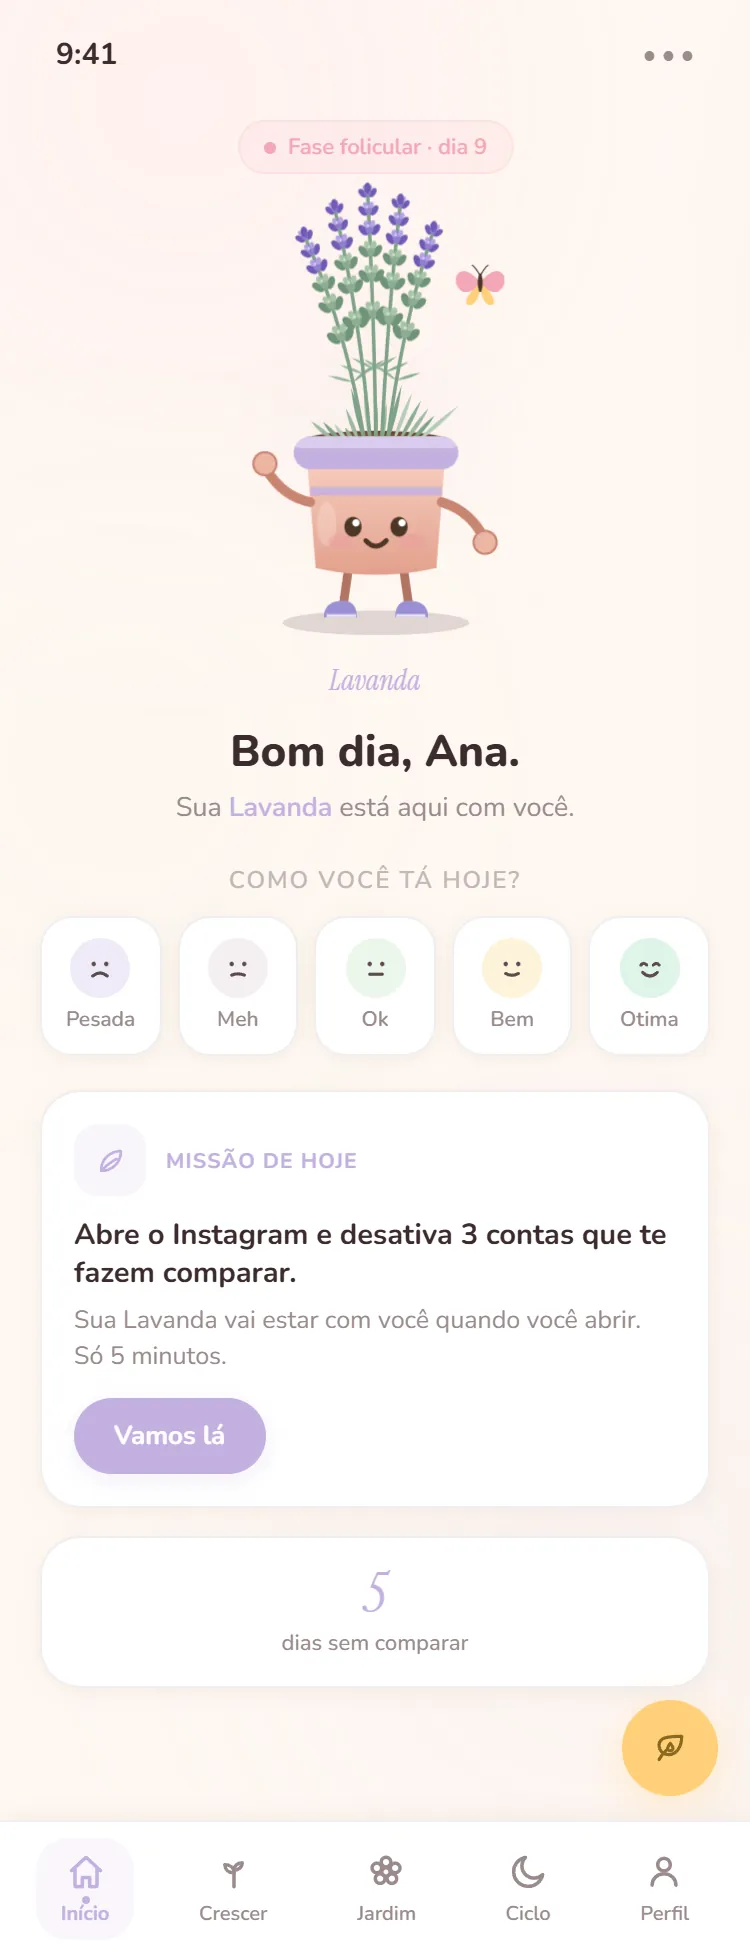 9:41
Fase folicular · dia 9
Lavanda
Bom dia, Ana.
Sua Lavanda está aqui com você.
COMO VOCÊ TÁ HOJE?
Pesada
Meh
Ok
Bem
Otima
MISSÃO DE HOJE
Abre o Instagram e desativa 3 contas que te
fazem comparar.
Sua Lavanda vai estar com você quando você abrir.
Só 5 minutos.
Vamos lá
5
dias sem comparar
Início
Crescer
Jardim
Ciclo
Perfil